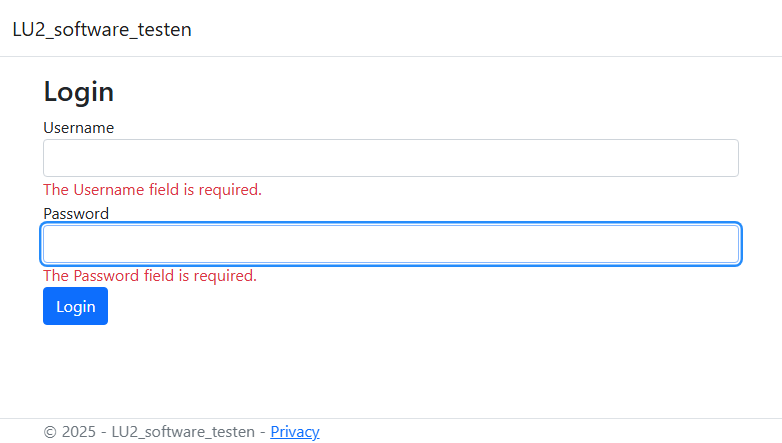 LU2_software_testen
Login
Username
The Username field is required.
Password
The Password field is required.
Login
© 2025 - LU2_software_testen - Privacy